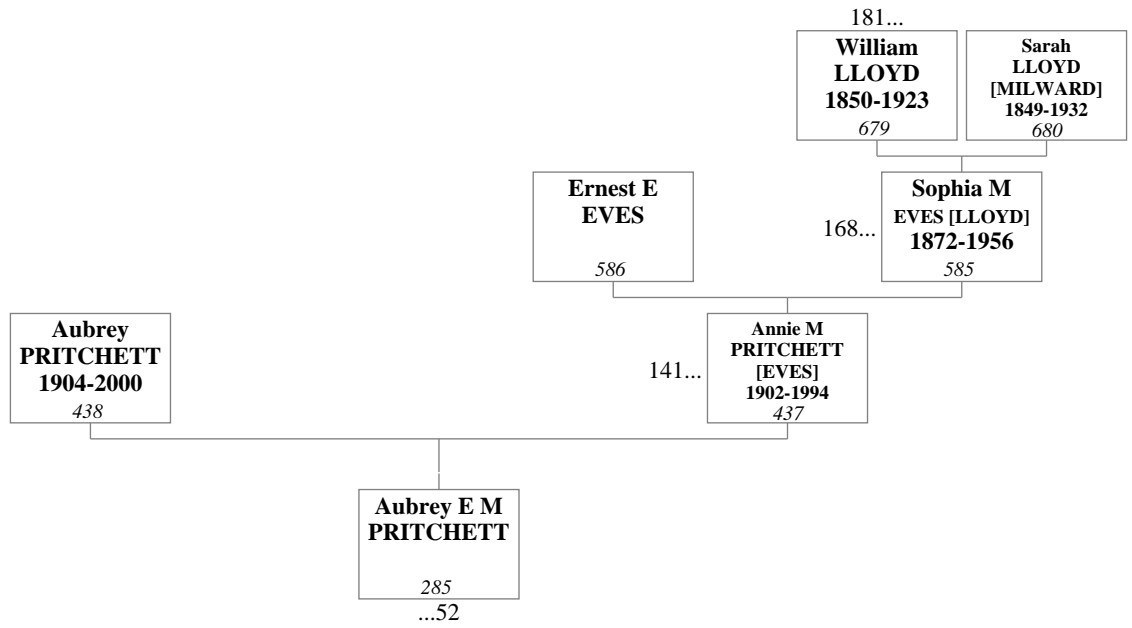 181...
William
LLOYD
1850-1923
679
Sarah
LLOYD
[MILWARD]
1849-1932
680
Ernest E
EVES
586
168...
Sophia M
EVES [LLOYD]
1872-1956
585
Aubrey
PRITCHETT
1904-2000
438
141...
Annie M
PRITCHETT
[EVES]
1902-1994
437
Aubrey E M
PRITCHETT
285
...52